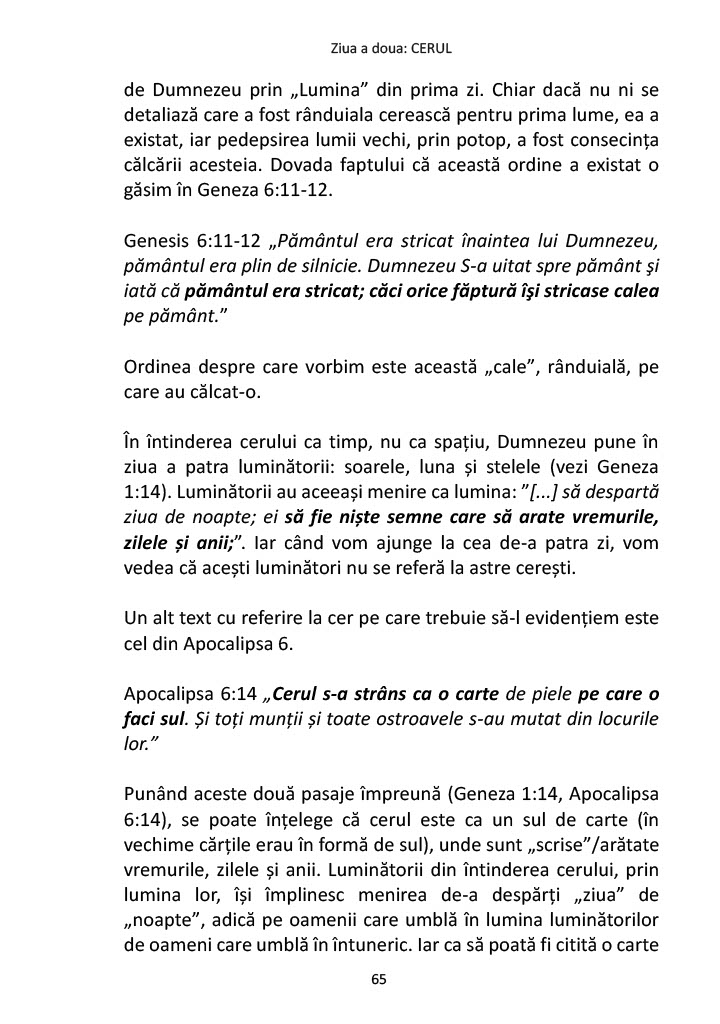 Ziua a doua: CERUL
de Dumnezeu prin „Lumina” din prima zi. Chiar dacă nu ni se
detaliază care a fost rânduiala cerească pentru prima lume, ea a
existat, iar pedepsirea lumii vechi, prin potop, a fost consecința
călcării acesteia. Dovada faptului că această ordine a existat o
găsim în Geneza 6:11-12.
Genesis 6:11-12 „Pământul era stricat înaintea lui Dumnezeu,
pământul era plin de silnicie. Dumnezeu S-a uitat spre pământ şi
iată că pământul era stricat; căci orice făptură îşi stricase calea
pe pământ.”
Ordinea despre care vorbim este această „cale”, rânduială, pe
care au călcat-o.
În întinderea cerului ca timp, nu ca spațiu, Dumnezeu pune în
ziua a patra luminătorii: soarele, luna și stelele (vezi Geneza
1:14). Luminătorii au aceeași menire ca lumina: ”[...] să despartă
ziua de noapte; ei să fie niște semne care să arate vremurile,
zilele și anii;”. Iar când vom ajunge la cea de-a patra zi, vom
vedea că acești luminători nu se referă la astre cerești.
Un alt text cu referire la cer pe care trebuie să-l evidențiem este
cel din Apocalipsa 6.
Apocalipsa 6:14 „Cerul s-a strâns ca o carte de piele pe care o
faci sul. Și toți munții și toate ostroavele s-au mutat din locurile
lor.”
Punând aceste două pasaje împreună (Geneza 1:14, Apocalipsa
6:14), se poate înțelege că cerul este ca un sul de carte (în
vechime cărțile erau în formă de sul), unde sunt „scrise”/arătate
vremurile, zilele și anii. Luminătorii din întinderea cerului, prin
lumina lor, își împlinesc menirea de-a despărți „ziua” de
„noapte”, adică pe oamenii care umblă în lumina luminătorilor
de oameni care umblă în întuneric. Iar ca să poată fi citită o carte
65